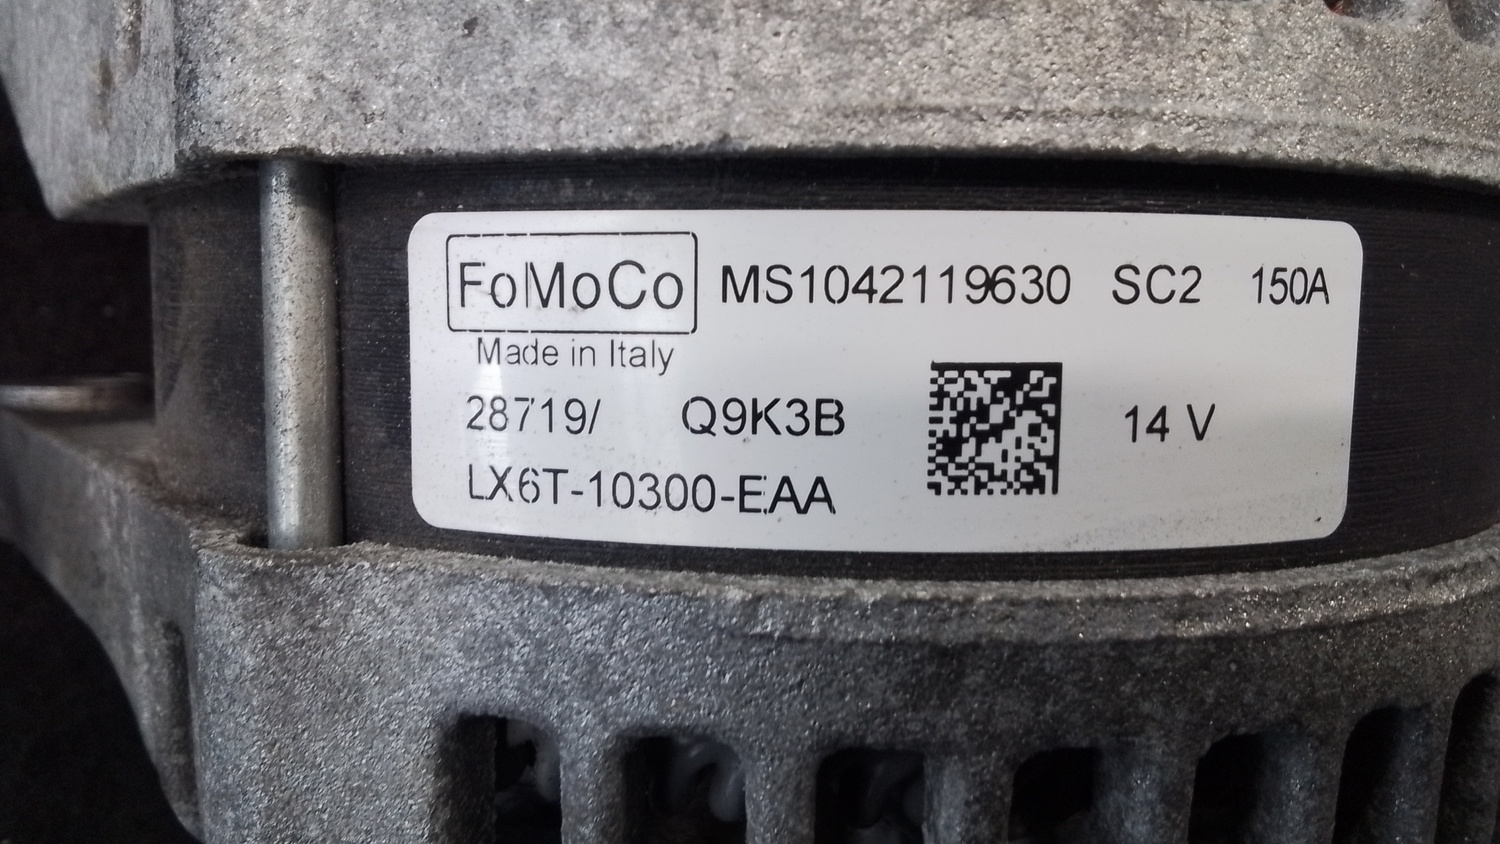 FoMoCo MS1042119630 SC2 150A
Made in Italy
28719/ Q9K3B 14 V
LX6T-10300-EAA